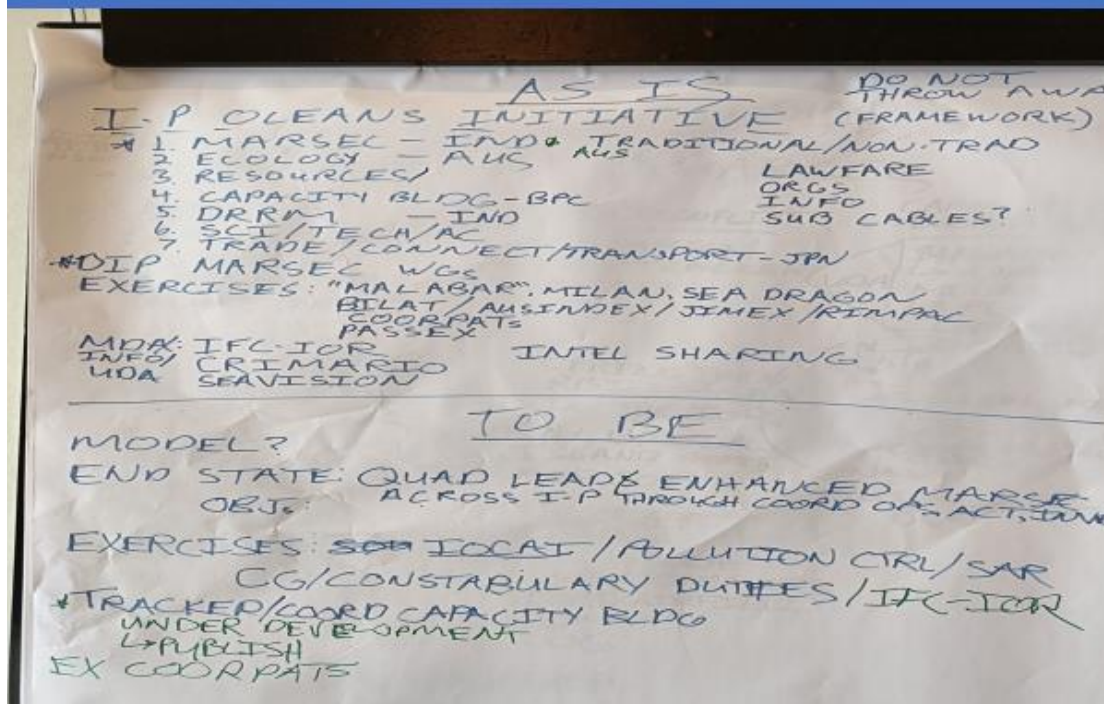 AS IS
DO NOT
THROW AWA
I-P OCEANS INITIATIVE (FRAMEWORK)
* 1. MARSEC - IND & AUS TRADITIONAL/NON-TRAD
2 ECOLOGY - AUS
LAWFARE
3. RESOURCES/
ORGS
4. CAPACITY BLDG-BPC
INFO
5. DRRM - IND
SUB CABLES?
6. SCI/TECH/AC
7. TRADE/CONNECT/TRANSPORT-JPN
*DIP MARSEC WGs
EXERCISES: "MALABAR", MILAN, SEA DRAGON
BILAT/AUSINDEX/JIMEX/RIMPAC
COORPATS
PASSEX
MDA: IFC-IOR INTEL SHARING
INFO/ CRIMARIO
UDA SEAVISION
TO BE
MODEL?
END STATE: QUAD LEADS ENHANCED MARSE
OBJ: ACROSS I-P THROUGH COORD OPS, ACT, INV
EXERCISES: IOCAI/POLLUTION CTRL/SAR
CG/CONSTABULARY DUTIES/IFC-IOR
*TRACKED/COORD CAPACITY BLDG
UNDER DEVELOPMENT
↳PUBLISH
EX COORPATS